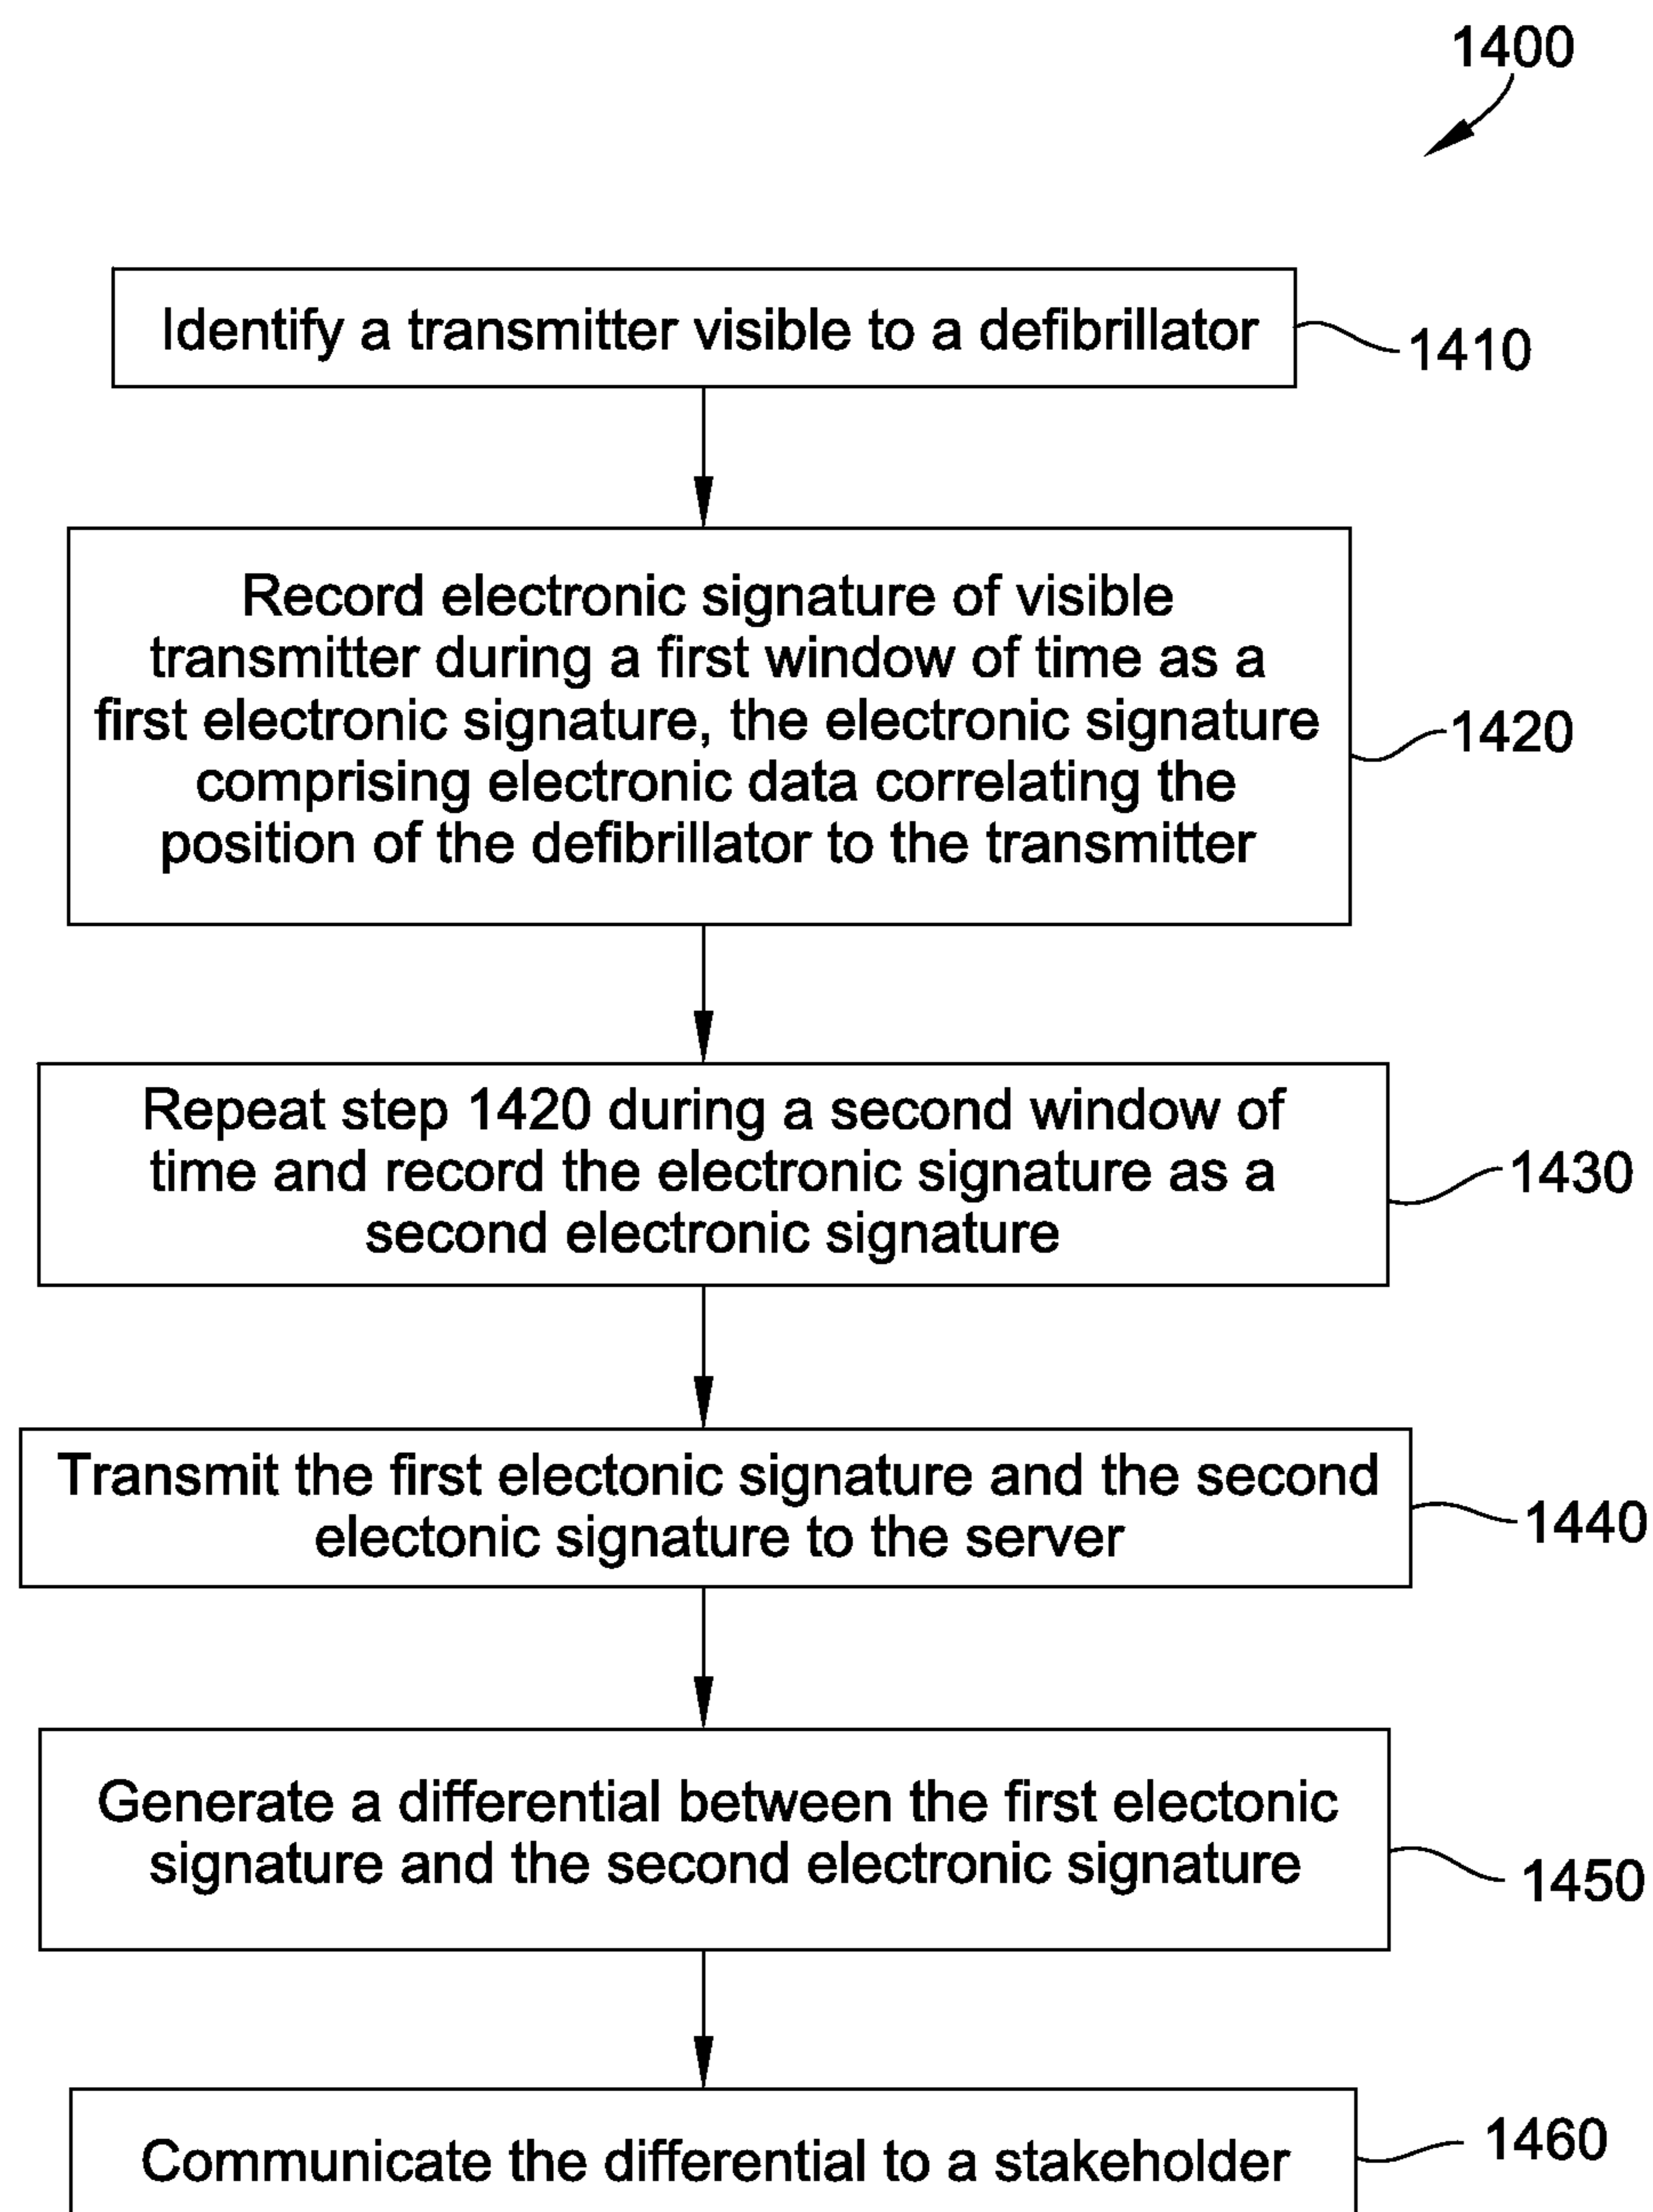 1400
Identify a transmitter visible to a defibrillator
1410
Record electronic signature of visible
transmitter during a first window of time as a
first electronic signature, the electronic signature
comprising electronic data correlating the
position of the defibrillator to the transmitter
1420
Repeat step 1420 during a second window of
time and record the electronic signature as a
second electronic signature
1430
Transmit the first electonic signature and the second
electonic signature to the server
1440
Generate a differential between the first electonic
signature and the second electronic signature
1450
Communicate the differential to a stakeholder
1460